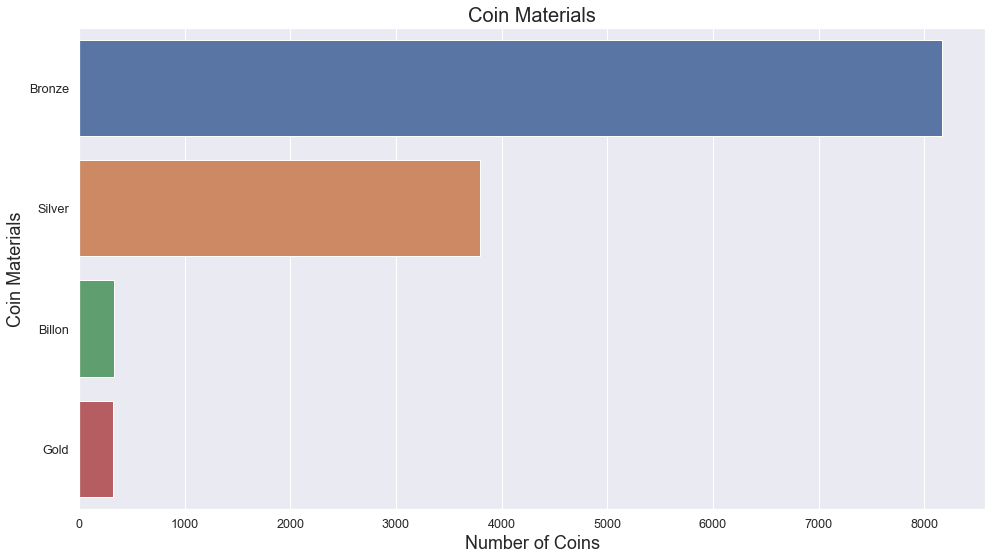 Coin Materials
Coin Materials
Bronze
Silver
Billon
Gold
0 1000 2000 3000 4000 5000 6000 7000 8000
Number of Coins